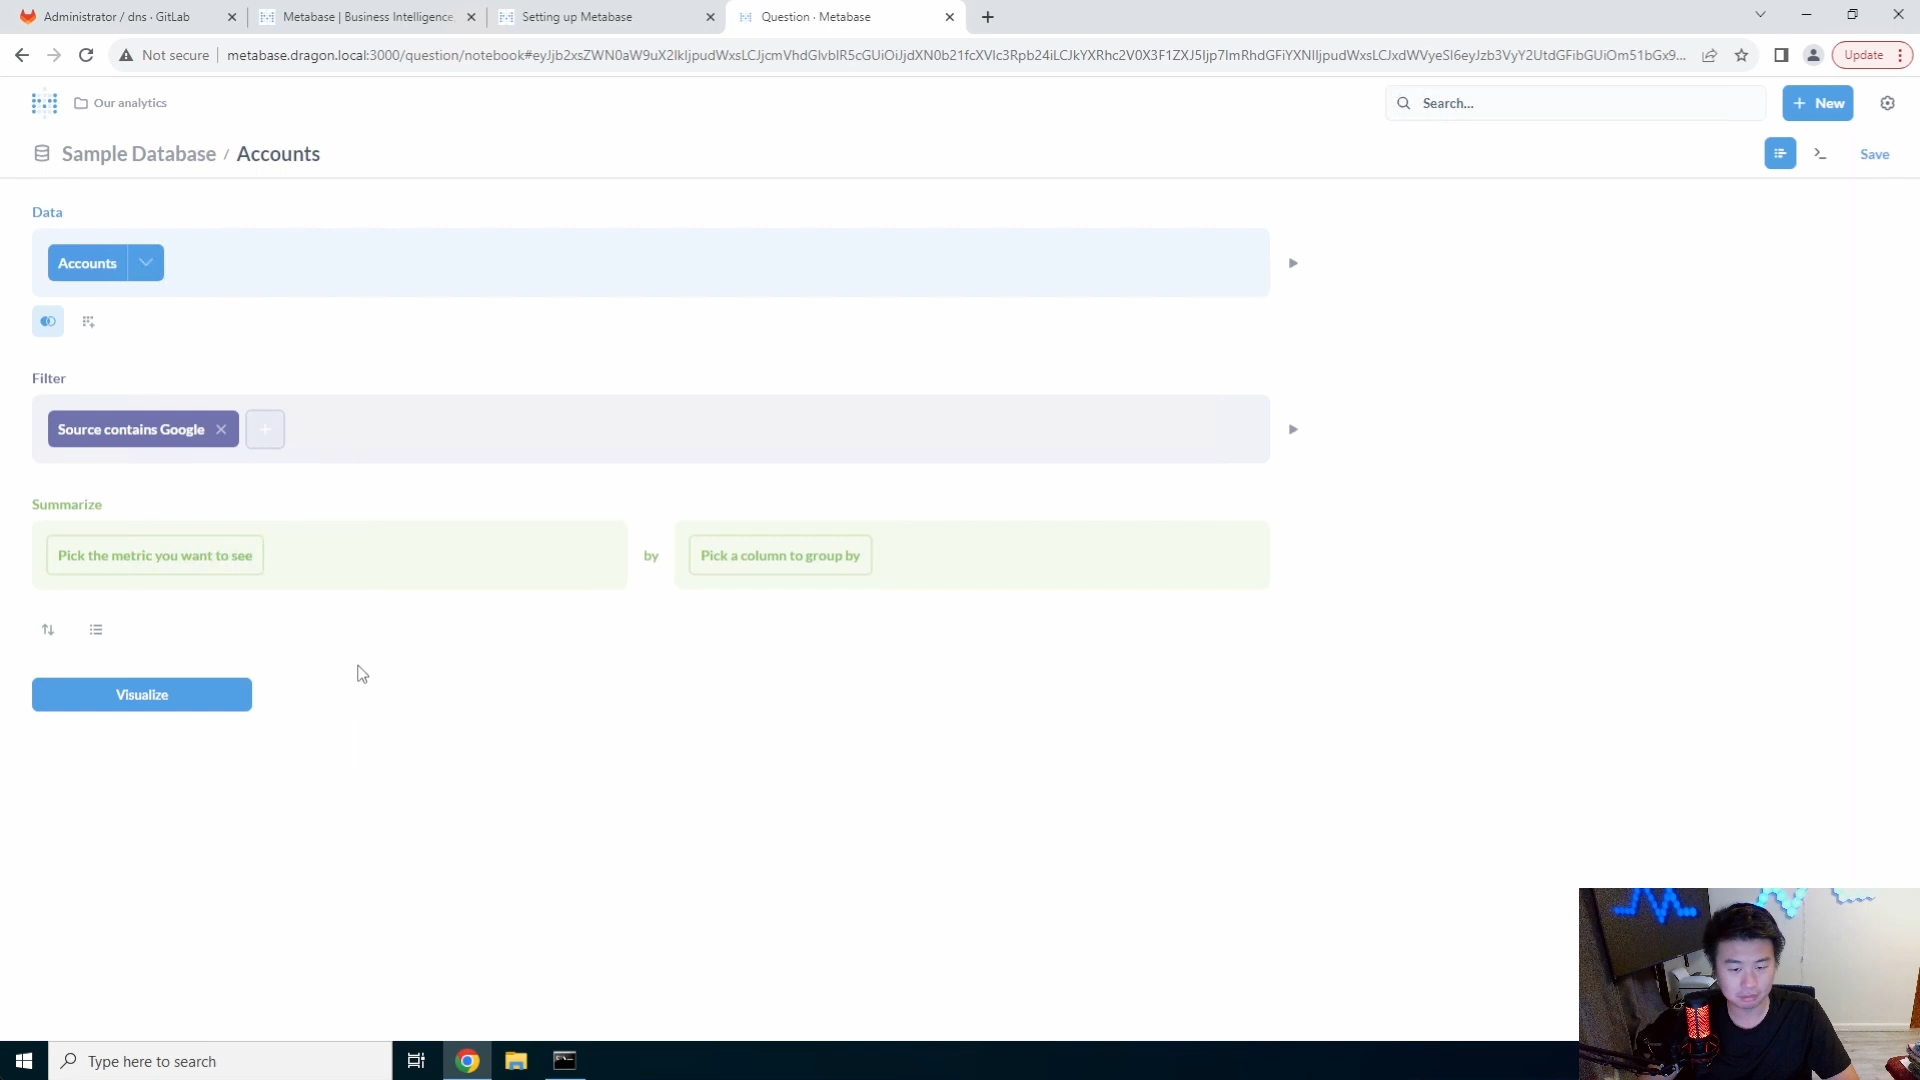 Administrator / dns · GitLab
Metabase | Business Intelligence,
Setting up Metabase
Question · Metabase
Not secure
metabase.dragon.local:3000/question/notebook#
Update
Our analytics
Search...
+ New
Sample Database / Accounts
Save
Data
Accounts
Filter
Source contains Google
Summarize
Pick the metric you want to see
by
Pick a column to group by
Visualize
Type here to search